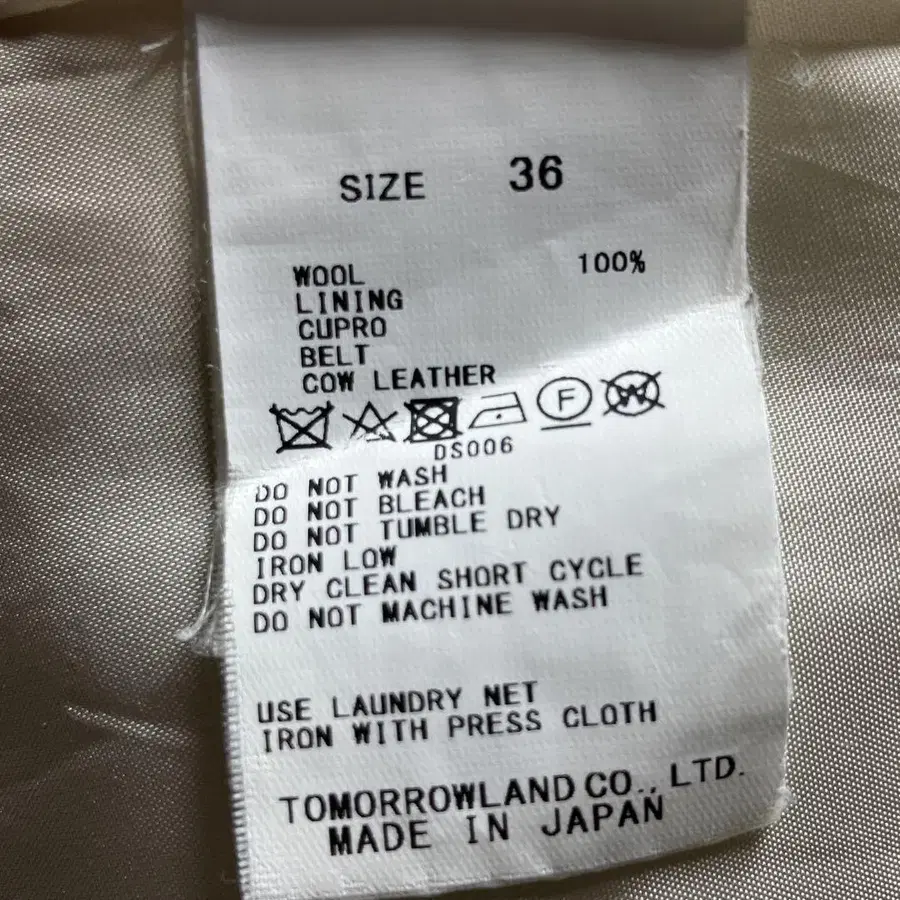 SIZE 36
WOOL 100%
LINING
CUPRO
BELT
COW LEATHER
F W
DS006
DO NOT WASH
DO NOT BLEACH
DO NOT TUMBLE DRY
IRON LOW
DRY CLEAN SHORT CYCLE
DO NOT MACHINE WASH
USE LAUNDRY NET
IRON WITH PRESS CLOTH
TOMORROWLAND CO., LTD.
MADE IN JAPAN